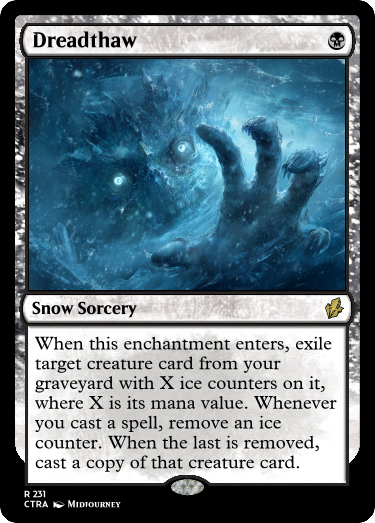 Dreadthaw
Snow Sorcery
When this enchantment enters, exile
target creature card from your
graveyard with X ice counters on it,
where X is its mana value. Whenever
you cast a spell, remove an ice
counter. When the last is removed,
cast a copy of that creature card.
R 231
CTRA Midjourney